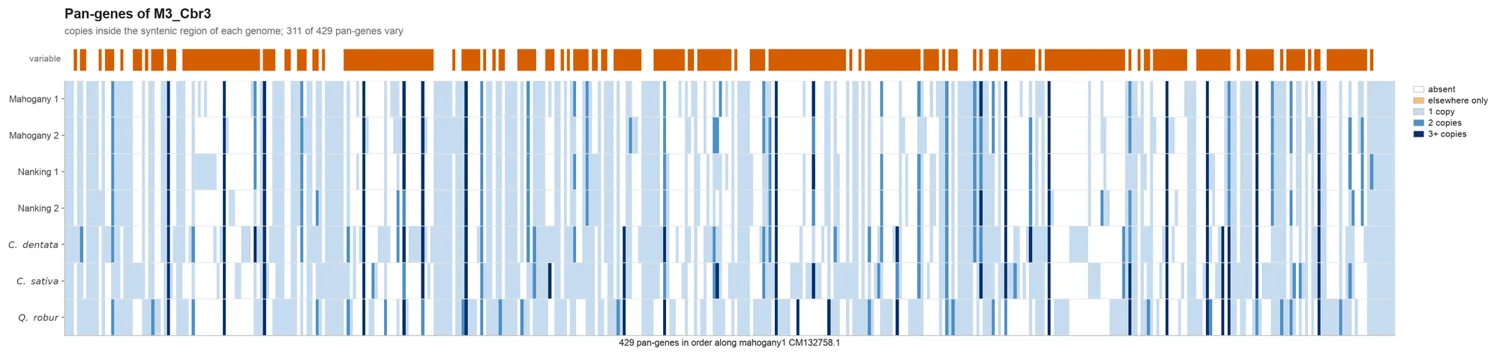 Pan-genes of M3_Cbr3
copies inside the syntenic region of each genome; 311 of 429 pan-genes vary
variable
Mahogany 1
Mahogany 2
Nanking 1
Nanking 2
C. dentata
C. sativa
Q. robur
429 pan-genes in order along mahogany1 CM132758.1
absent
elsewhere only
1 copy
2 copies
3+ copies